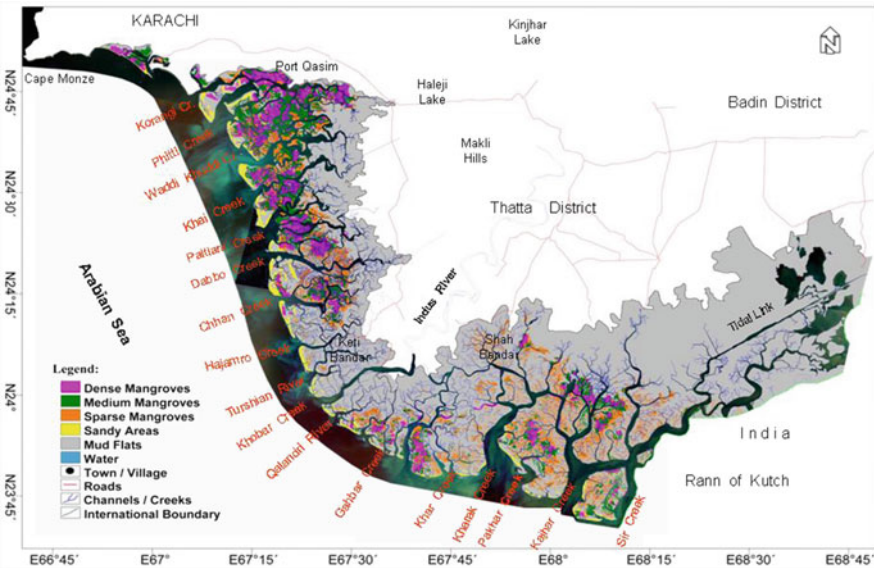 KARACHI
Kinjhar
Lake
N
Cape Monze
Port Qasim
Haleji
Lake
Badin District
Korangi Cr.
Phitti Creek
Makli
Hills
Khai Creek
Thatta District
Paitiani Creek
Dabbo Creek
Arabian Sea
Indus River
Chhan Creek
Tidal Link
Hajamro Creek
Keti
Bandar
Shah
Bandar
Turshian River
Khobar Creek
Qalandri River
India
Rann of Kutch
Gahbar Creek
Khar Creek
Kharak Creek
Pakhar Creek
Kajhar Creek
Sir Creek
Legend:
Dense Mangroves
Medium Mangroves
Sparse Mangroves
Sandy Areas
Mud Flats
Water
Town / Village
Roads
Channels / Creeks
International Boundary
N24°45'
N24°30'
N24°15'
N24°
N23°45'
E66°45'
E67°
E67°15'
E67°30'
E67°45'
E68°
E68°15'
E68°30'
E68°45'